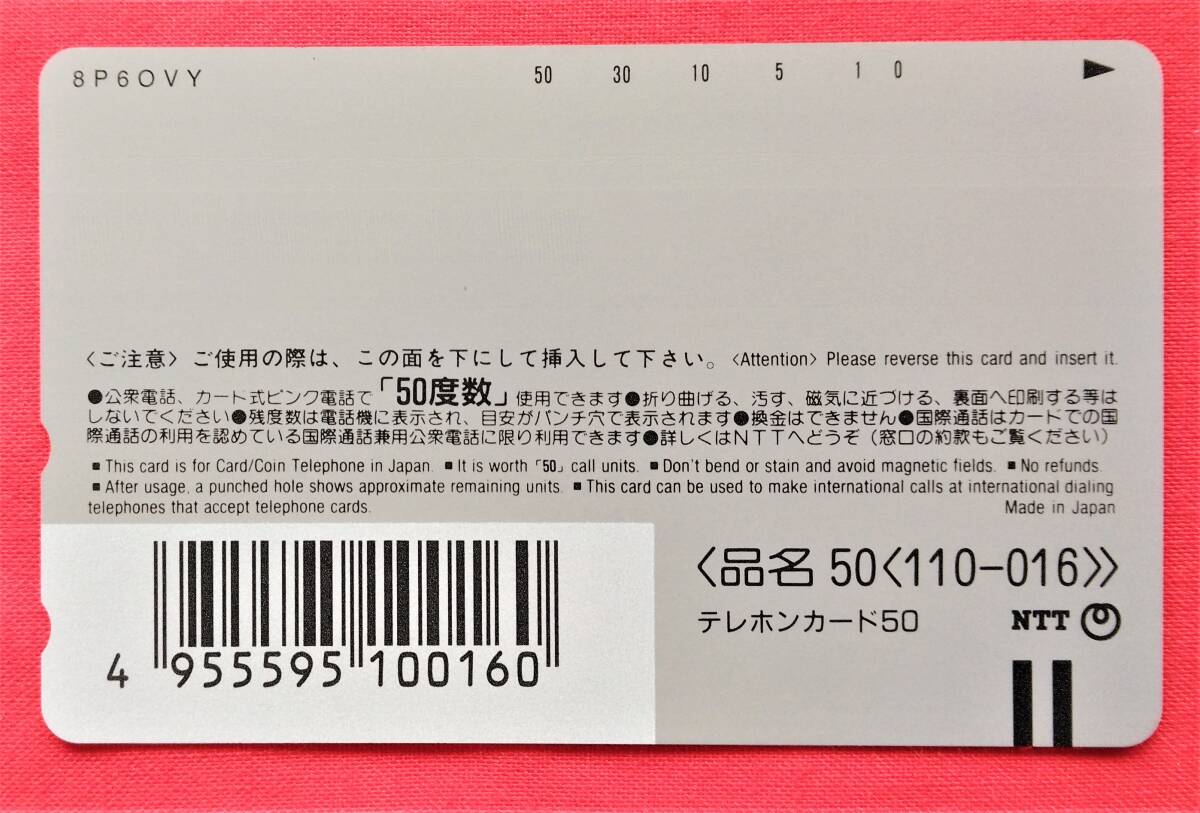 8P6OVY 50 30 10 5 1 0
〈ご注意〉ご使用の際は、この面を下にして挿入して下さい。〈Attention〉Please reverse this card and insert it.
●公衆電話、カード式ピンク電話で「50度数」使用できます●折り曲げる、汚す、磁気に近づける、裏面へ印刷する等は
しないでください●残度数は電話機に表示され、目安がパンチ穴で表示されます●換金はできません●国際通話はカードでの国
際通話の利用を認めている国際通話兼用公衆電話に限り利用できます●詳しくはNTTへどうぞ(窓口の約款もご覧ください)
■This card is for Card/Coin Telephone in Japan. ■It is worth「50」call units. ■Don't bend or stain and avoid magnetic fields. ■No refunds.
■After usage, a punched hole shows approximate remaining units. ■This card can be used to make international calls at international dialing
telephones that accept telephone cards. Made in Japan
〈品名 50〈110-016〉〉
テレホンカード50 NTT
4 955595 100160